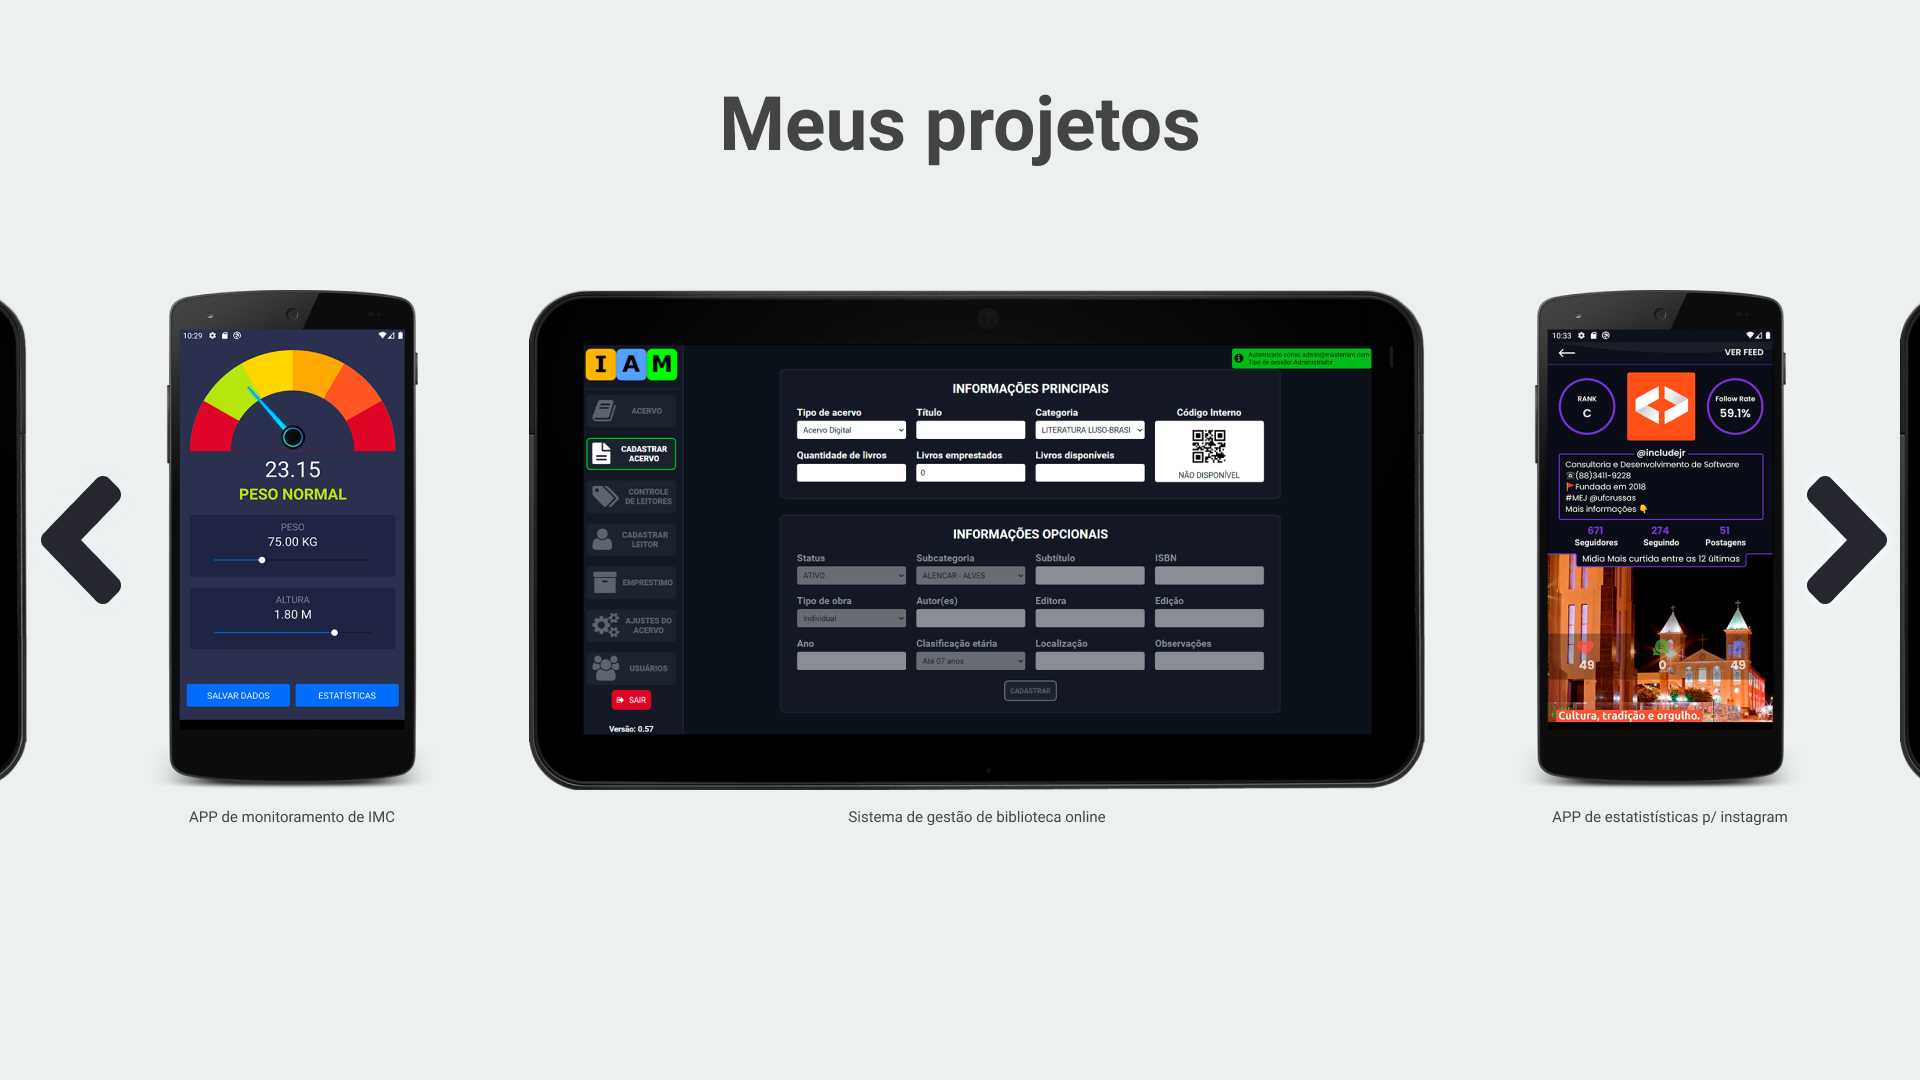 Meus projetos
10:29
23.15
PESO NORMAL
PESO
75.00 KG
ALTURA
1.80 M
SALVAR DADOS
ESTATÍSTICAS
APP de monitoramento de IMC
I A M
ACERVO
CADASTRAR
ACERVO
CONTROLE
DE LEITORES
CADASTRAR
LEITOR
EMPRESTIMO
AJUSTES DO
ACERVO
USUÁRIOS
SAIR
Versão: 0.57
Autenticado como: admin@masteriam.com
Tipo de sessão: Administrador
INFORMAÇÕES PRINCIPAIS
Tipo de acervo Título Categoria Código Interno
Acervo Digital LITERATURA LUSO-BRASI
Quantidade de livros Livros emprestados Livros disponíveis
0 NÃO DISPONÍVEL
INFORMAÇÕES OPCIONAIS
Status Subcategoria Subtítulo ISBN
ATIVO ALENCAR - ALVES
Tipo de obra Autor(es) Editora Edição
Individual
Ano Clasificação etária Localização Observações
Até 07 anos
CADASTRAR
Sistema de gestão de biblioteca online
10:33
VER FEED
RANK
C
Follow Rate
59.1%
@includejr
Consultoria e Desenvolvimento de Software
☎(88)3411-9228
🚩Fundada em 2018
#MEJ @ufcrussas
Mais informações 👇
671 274 51
Seguidores Seguindo Postagens
Midia Mais curtida entre as 12 últimas
49 0 49
Cultura, tradição e orgulho.
APP de estatistísticas p/ instagram